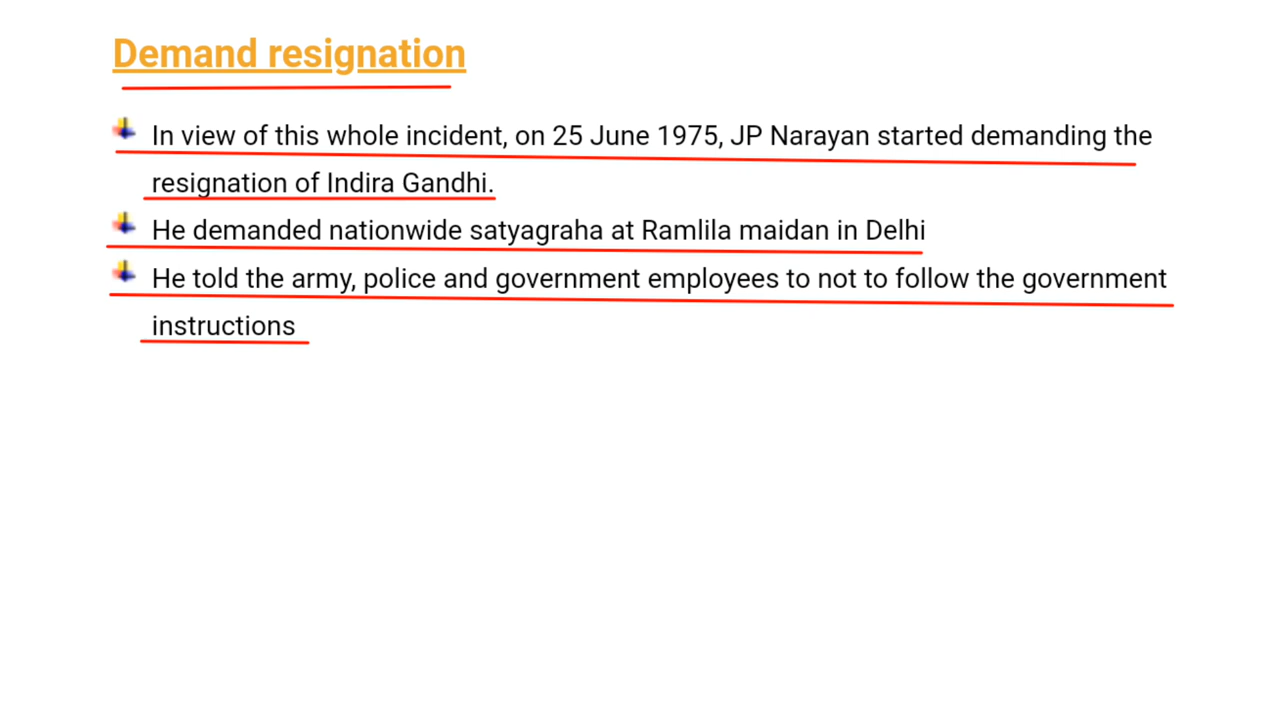 Demand resignation
In view of this whole incident, on 25 June 1975, JP Narayan started demanding the
resignation of Indira Gandhi.
He demanded nationwide satyagraha at Ramlila maidan in Delhi
He told the army, police and government employees to not to follow the government
instructions